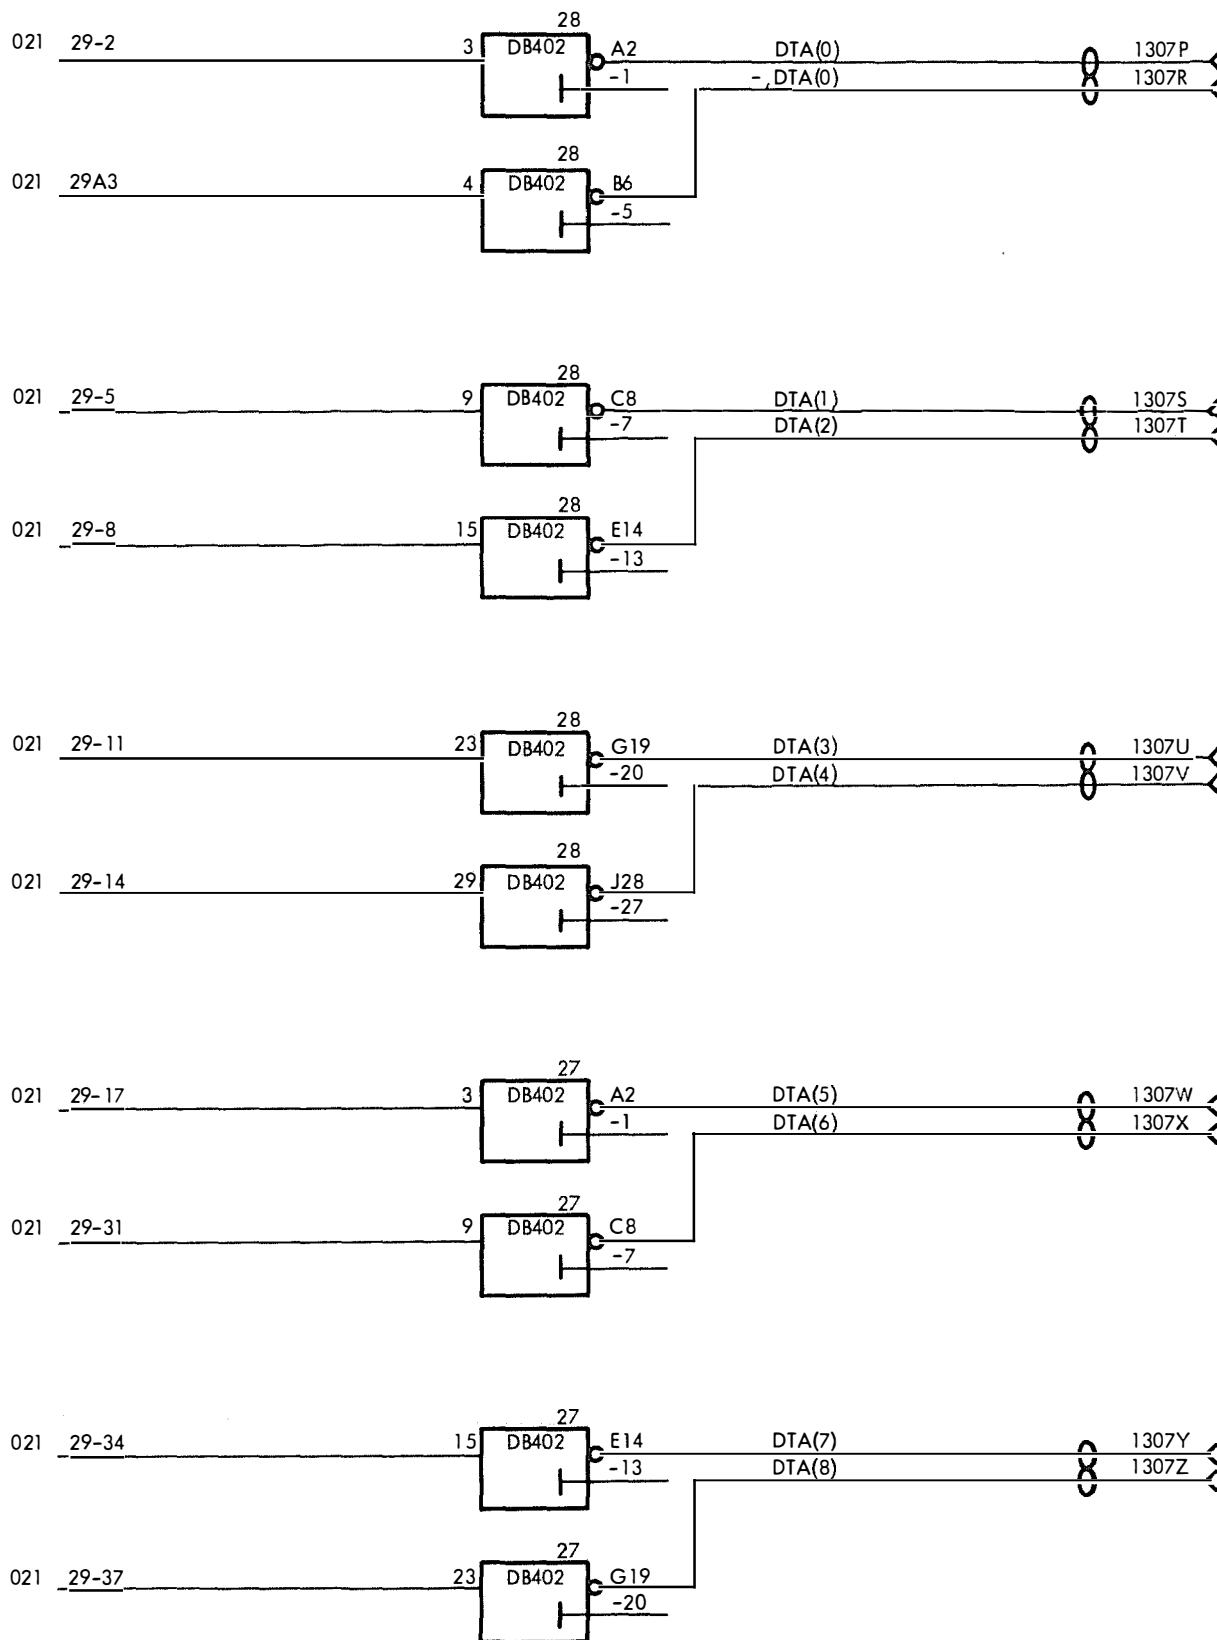 28
021 29-2 3 DB402 A2 DTA(0) 1307P
-1 -,DTA(0) 1307R
28
021 29A3 4 DB402 B6
-5
28
021 29-5 9 DB402 C8 DTA(1) 1307S
-7 DTA(2) 1307T
28
021 29-8 15 DB402 E14
-13
28
021 29-11 23 DB402 G19 DTA(3) 1307U
-20 DTA(4) 1307V
28
021 29-14 29 DB402 J28
-27
27
021 29-17 3 DB402 A2 DTA(5) 1307W
-1 DTA(6) 1307X
27
021 29-31 9 DB402 C8
-7
27
021 29-34 15 DB402 E14 DTA(7) 1307Y
-13 DTA(8) 1307Z
27
021 29-37 23 DB402 G19
-20